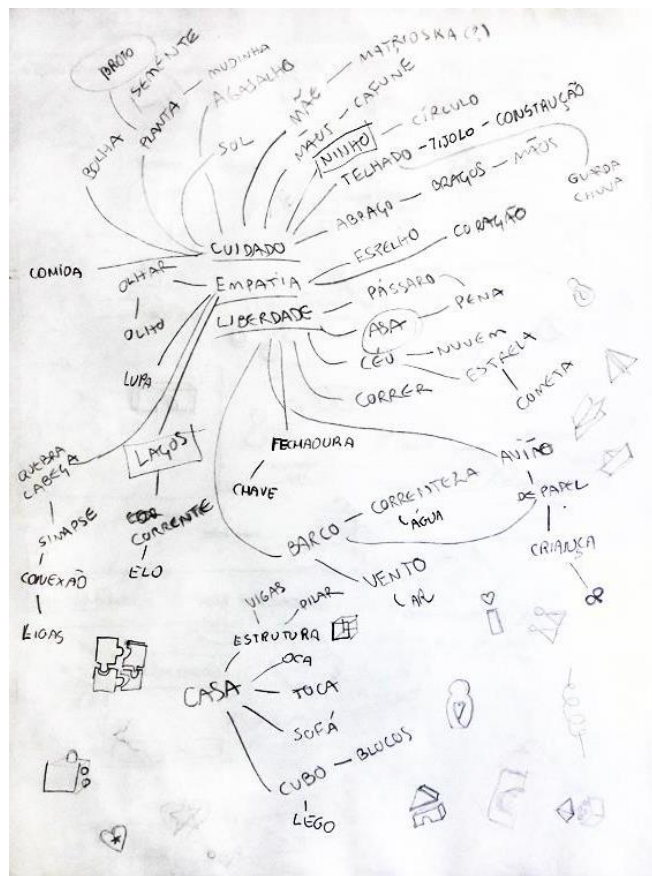 BROTO
SEMENTE
BOLHA
PLANTA
MUDINHA
AGASALHO
SOL
MÃE
MATRIOSKA (?)
MÃOS
CAFUNE
NINHO
CÍRCULO
TELHADO - TIJOLO - CONSTRUÇÃO
GUARDA
CHUVA
ABRAÇO - BRAÇOS - MÃOS
CUIDADO
COMIDA
OLHAR
OLHO
EMPATIA
ESPELHO
CORAÇÃO
LIBERDADE
PÁSSARO
ASA
PENA
CÉU
NUVEM
ESTRELA
COMETA
CORRER
LUPA
LAÇOS
CORRENTE
ELO
QUEBRA
CABEÇA
SINAPSE
CONEXÃO
LIGAS
FECHADURA
CHAVE
AVIÃO
DE PAPEL
CRIANÇA
BARCO
CORRENTEZA
ÁGUA
VENTO
AR
VIGAS
PILAR
ESTRUTURA
CASA
OCA
TOCA
SOFÁ
CUBO - BLOCOS
LEGO